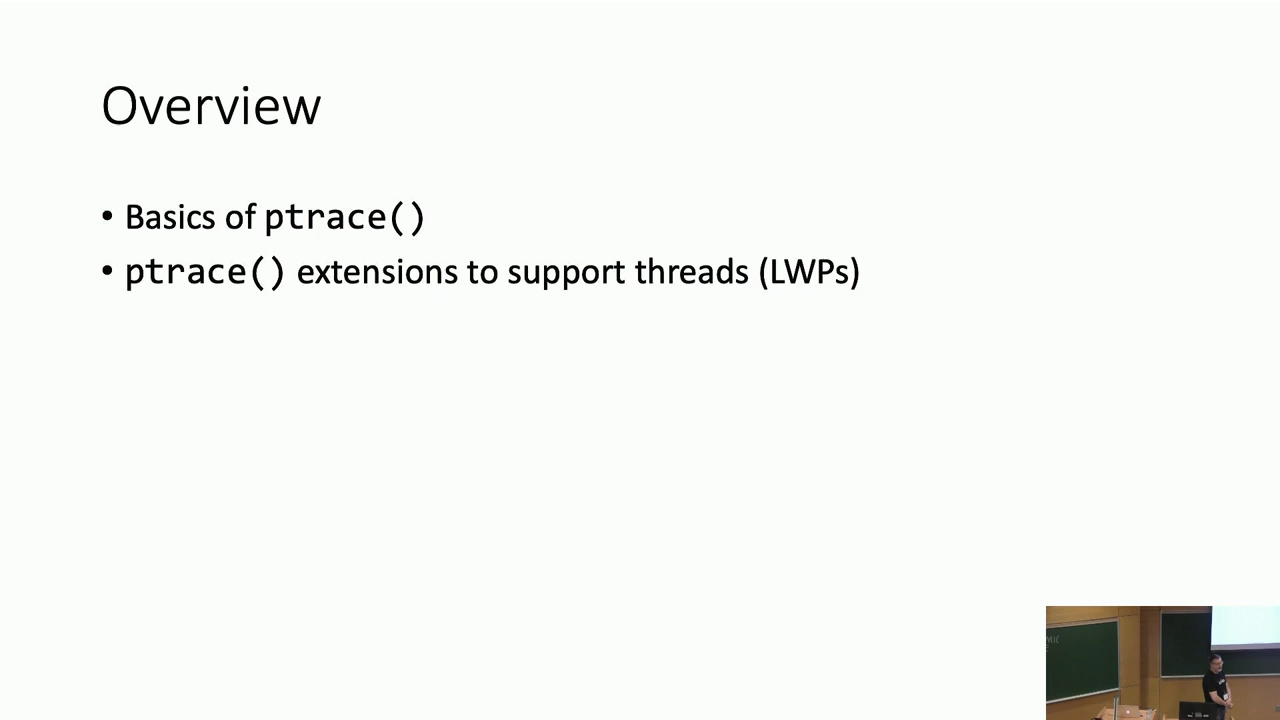 Overview
• Basics of ptrace()
• ptrace() extensions to support threads (LWPs)